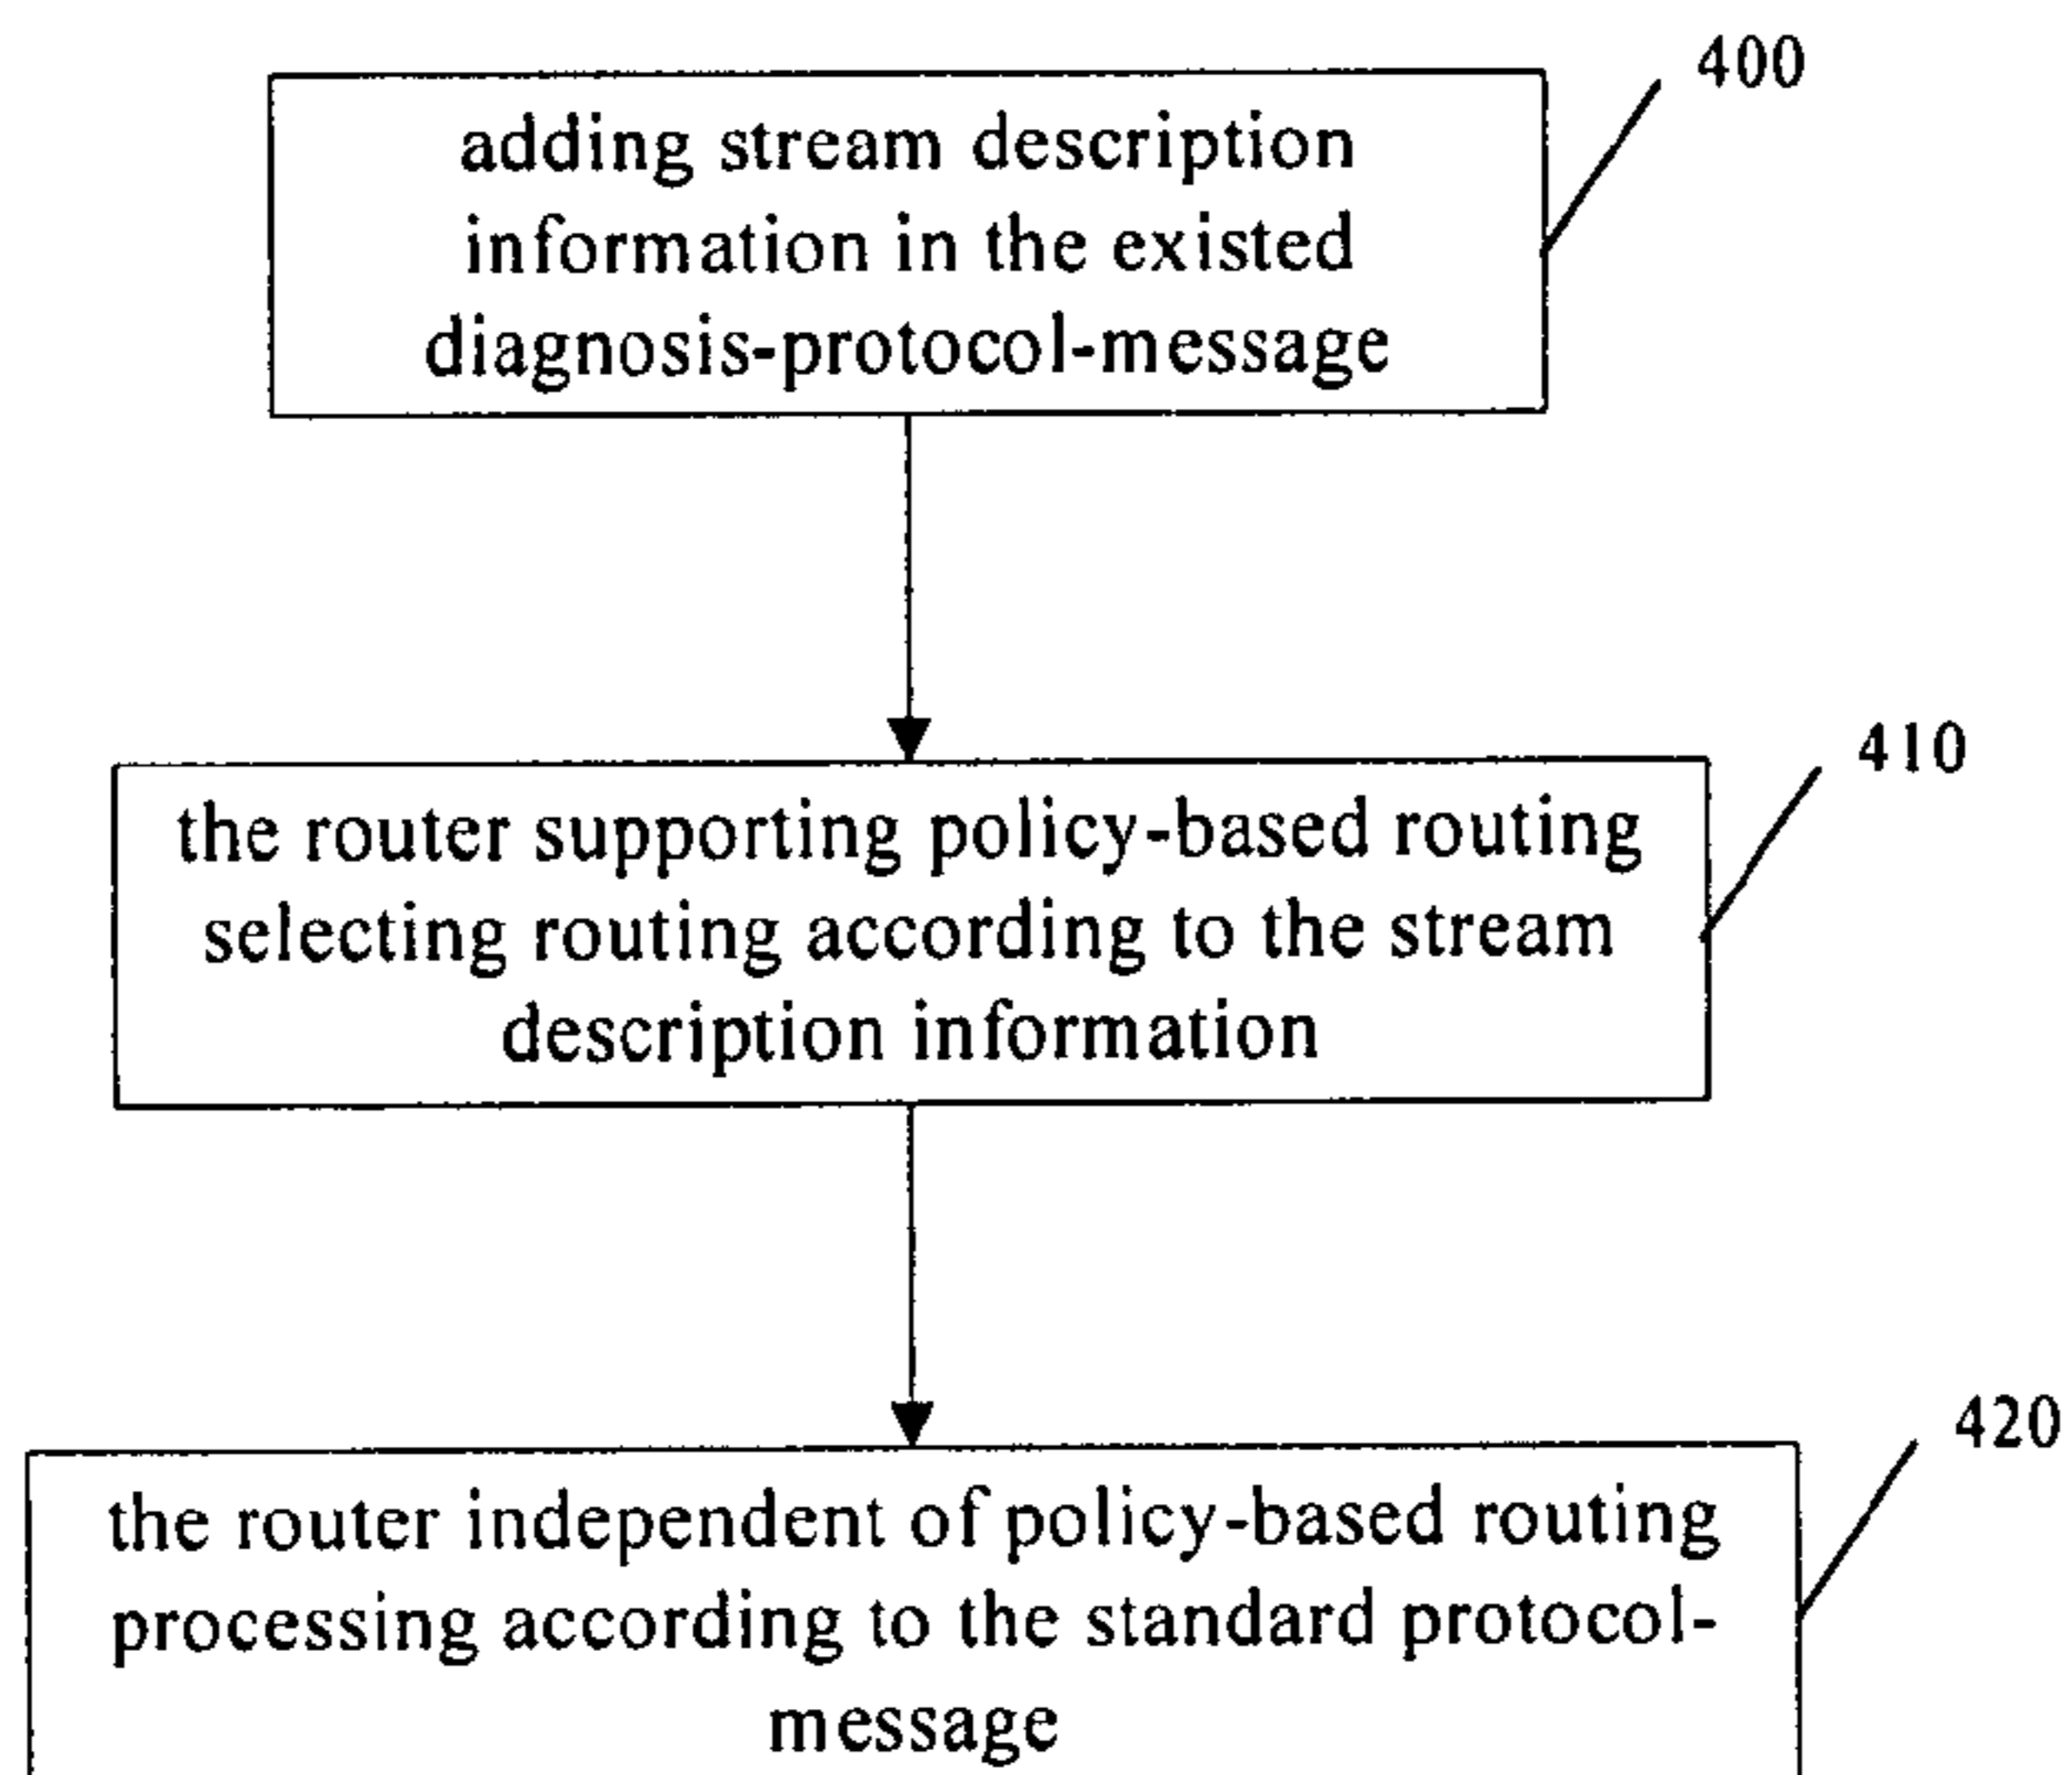 400
adding stream description
information in the existed
diagnosis-protocol-message
410
the router supporting policy-based routing
selecting routing according to the stream
description information
420
the router independent of policy-based routing
processing according to the standard protocol-
message